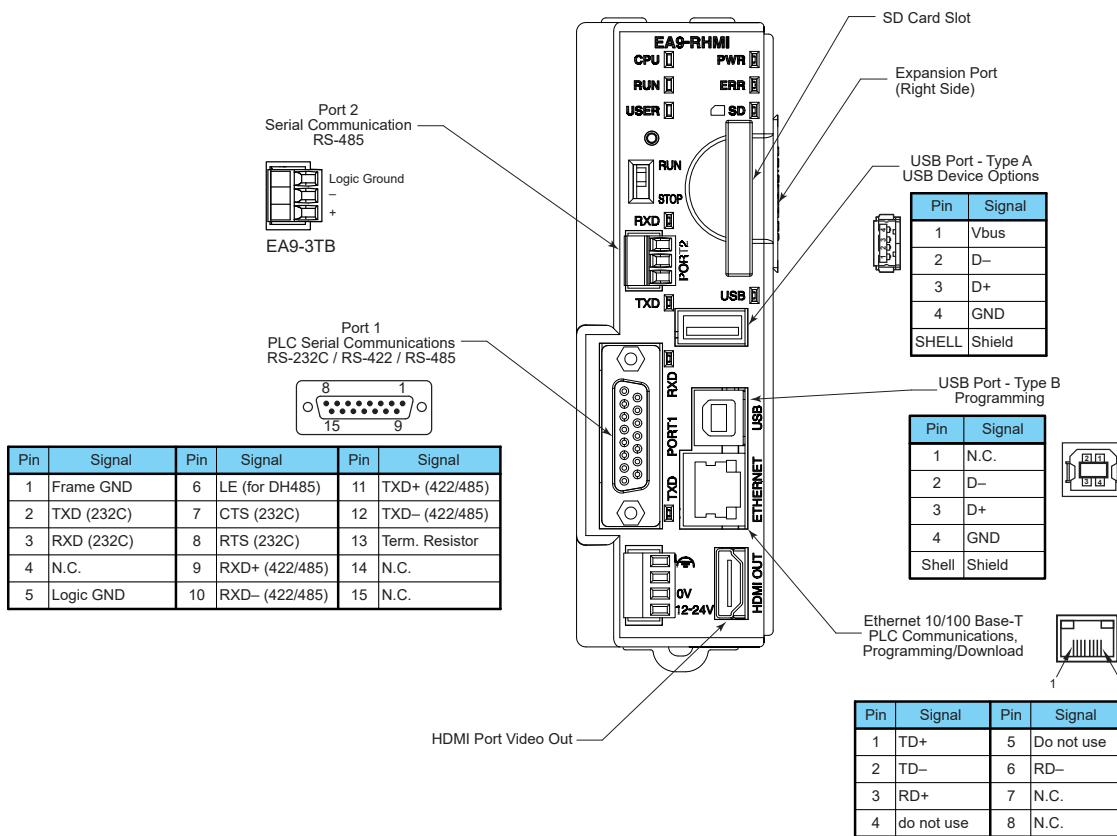 SD Card Slot
EA9-RHMI
CPU PWR
RUN ERR
USER SD
Expansion Port
(Right Side)
Port 2
Serial Communication
RS-485
Logic Ground
–
+
EA9-3TB
RUN
STOP
RXD
PORT2
TXD
USB
USB Port - Type A
USB Device Options
Pin Signal
1 Vbus
2 D–
3 D+
4 GND
SHELL Shield
Port 1
PLC Serial Communications
RS-232C / RS-422 / RS-485
8 1
15 9
Pin Signal Pin Signal Pin Signal
1 Frame GND 6 LE (for DH485) 11 TXD+ (422/485)
2 TXD (232C) 7 CTS (232C) 12 TXD– (422/485)
3 RXD (232C) 8 RTS (232C) 13 Term. Resistor
4 N.C. 9 RXD+ (422/485) 14 N.C.
5 Logic GND 10 RXD– (422/485) 15 N.C.
RXD
PORT1
TXD
USB
ETHERNET
HDMI OUT
0V
12-24V
USB Port - Type B
Programming
Pin Signal
1 N.C.
2 D–
3 D+
4 GND
Shell Shield
2 1
3 4
Ethernet 10/100 Base-T
PLC Communications,
Programming/Download
1
Pin Signal Pin Signal
1 TD+ 5 Do not use
2 TD– 6 RD–
3 RD+ 7 N.C.
4 do not use 8 N.C.
HDMI Port Video Out